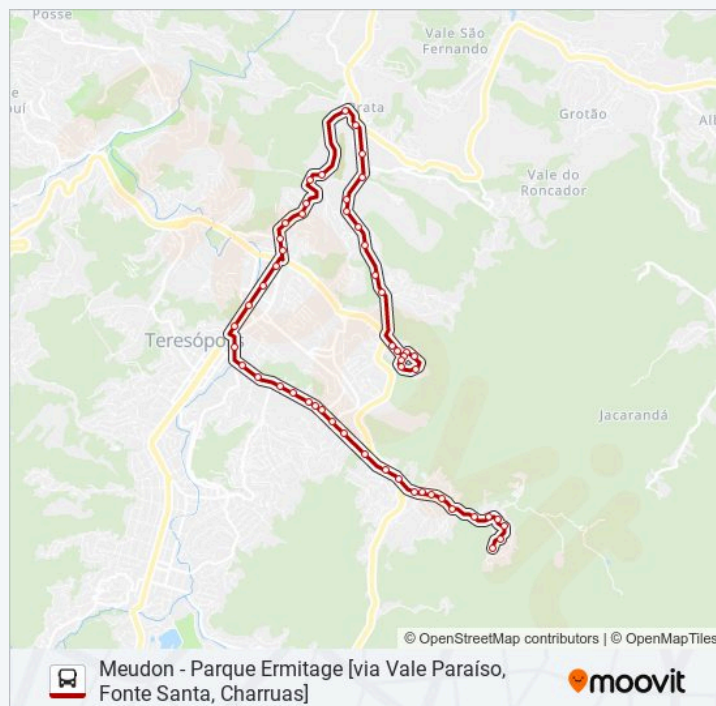 Posse
Vale São
Fernando
Prata
Grotão
Vale do
Roncador
Teresópolis
Jacarandá
© OpenStreetMap contributors | © OpenMapTiles
Meudon - Parque Ermitage [via Vale Paraíso,
Fonte Santa, Charruas]
moovit